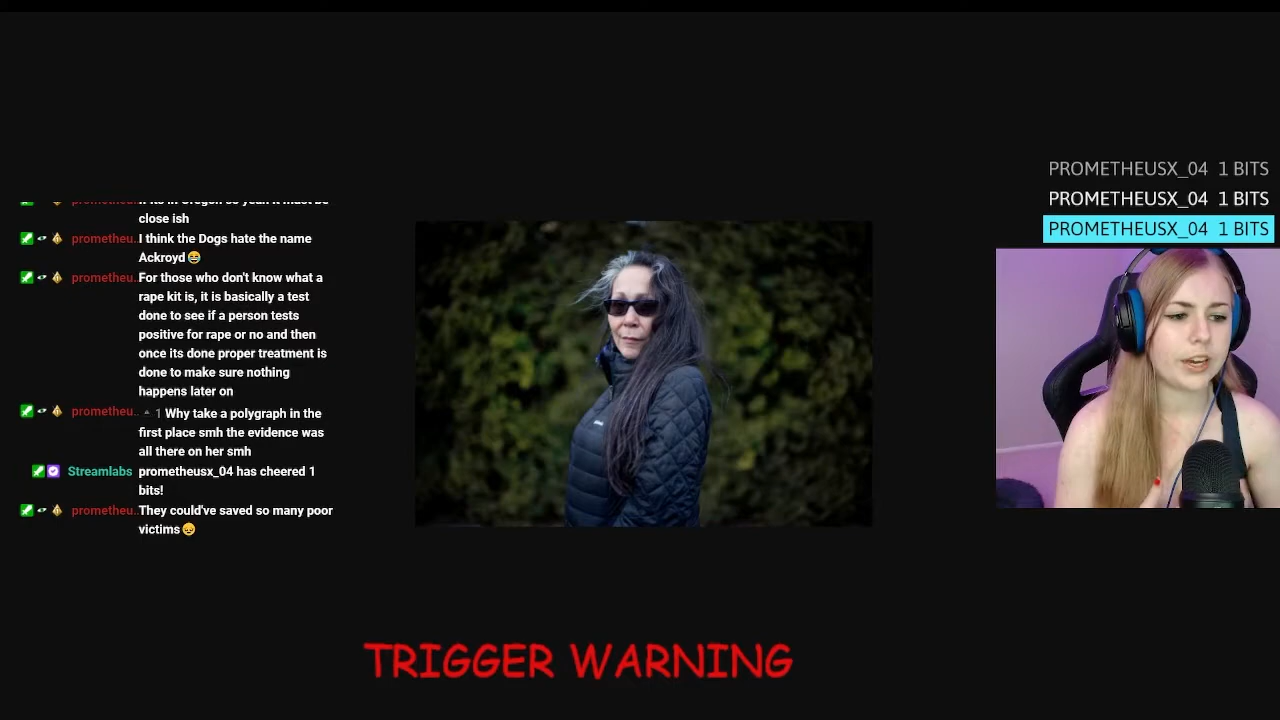 close ish
prometheu..I think the Dogs hate the name
Ackroyd😂
prometheu..For those who don't know what a
rape kit is, it is basically a test
done to see if a person tests
positive for rape or no and then
once its done proper treatment is
done to make sure nothing
happens later on
prometheu.. 1 Why take a polygraph in the
first place smh the evidence was
all there on her smh
Streamlabs prometheusx_04 has cheered 1
bits!
prometheu..They could've saved so many poor
victims😔
PROMETHEUSX_04 1 BITS
PROMETHEUSX_04 1 BITS
PROMETHEUSX_04 1 BITS
TRIGGER WARNING